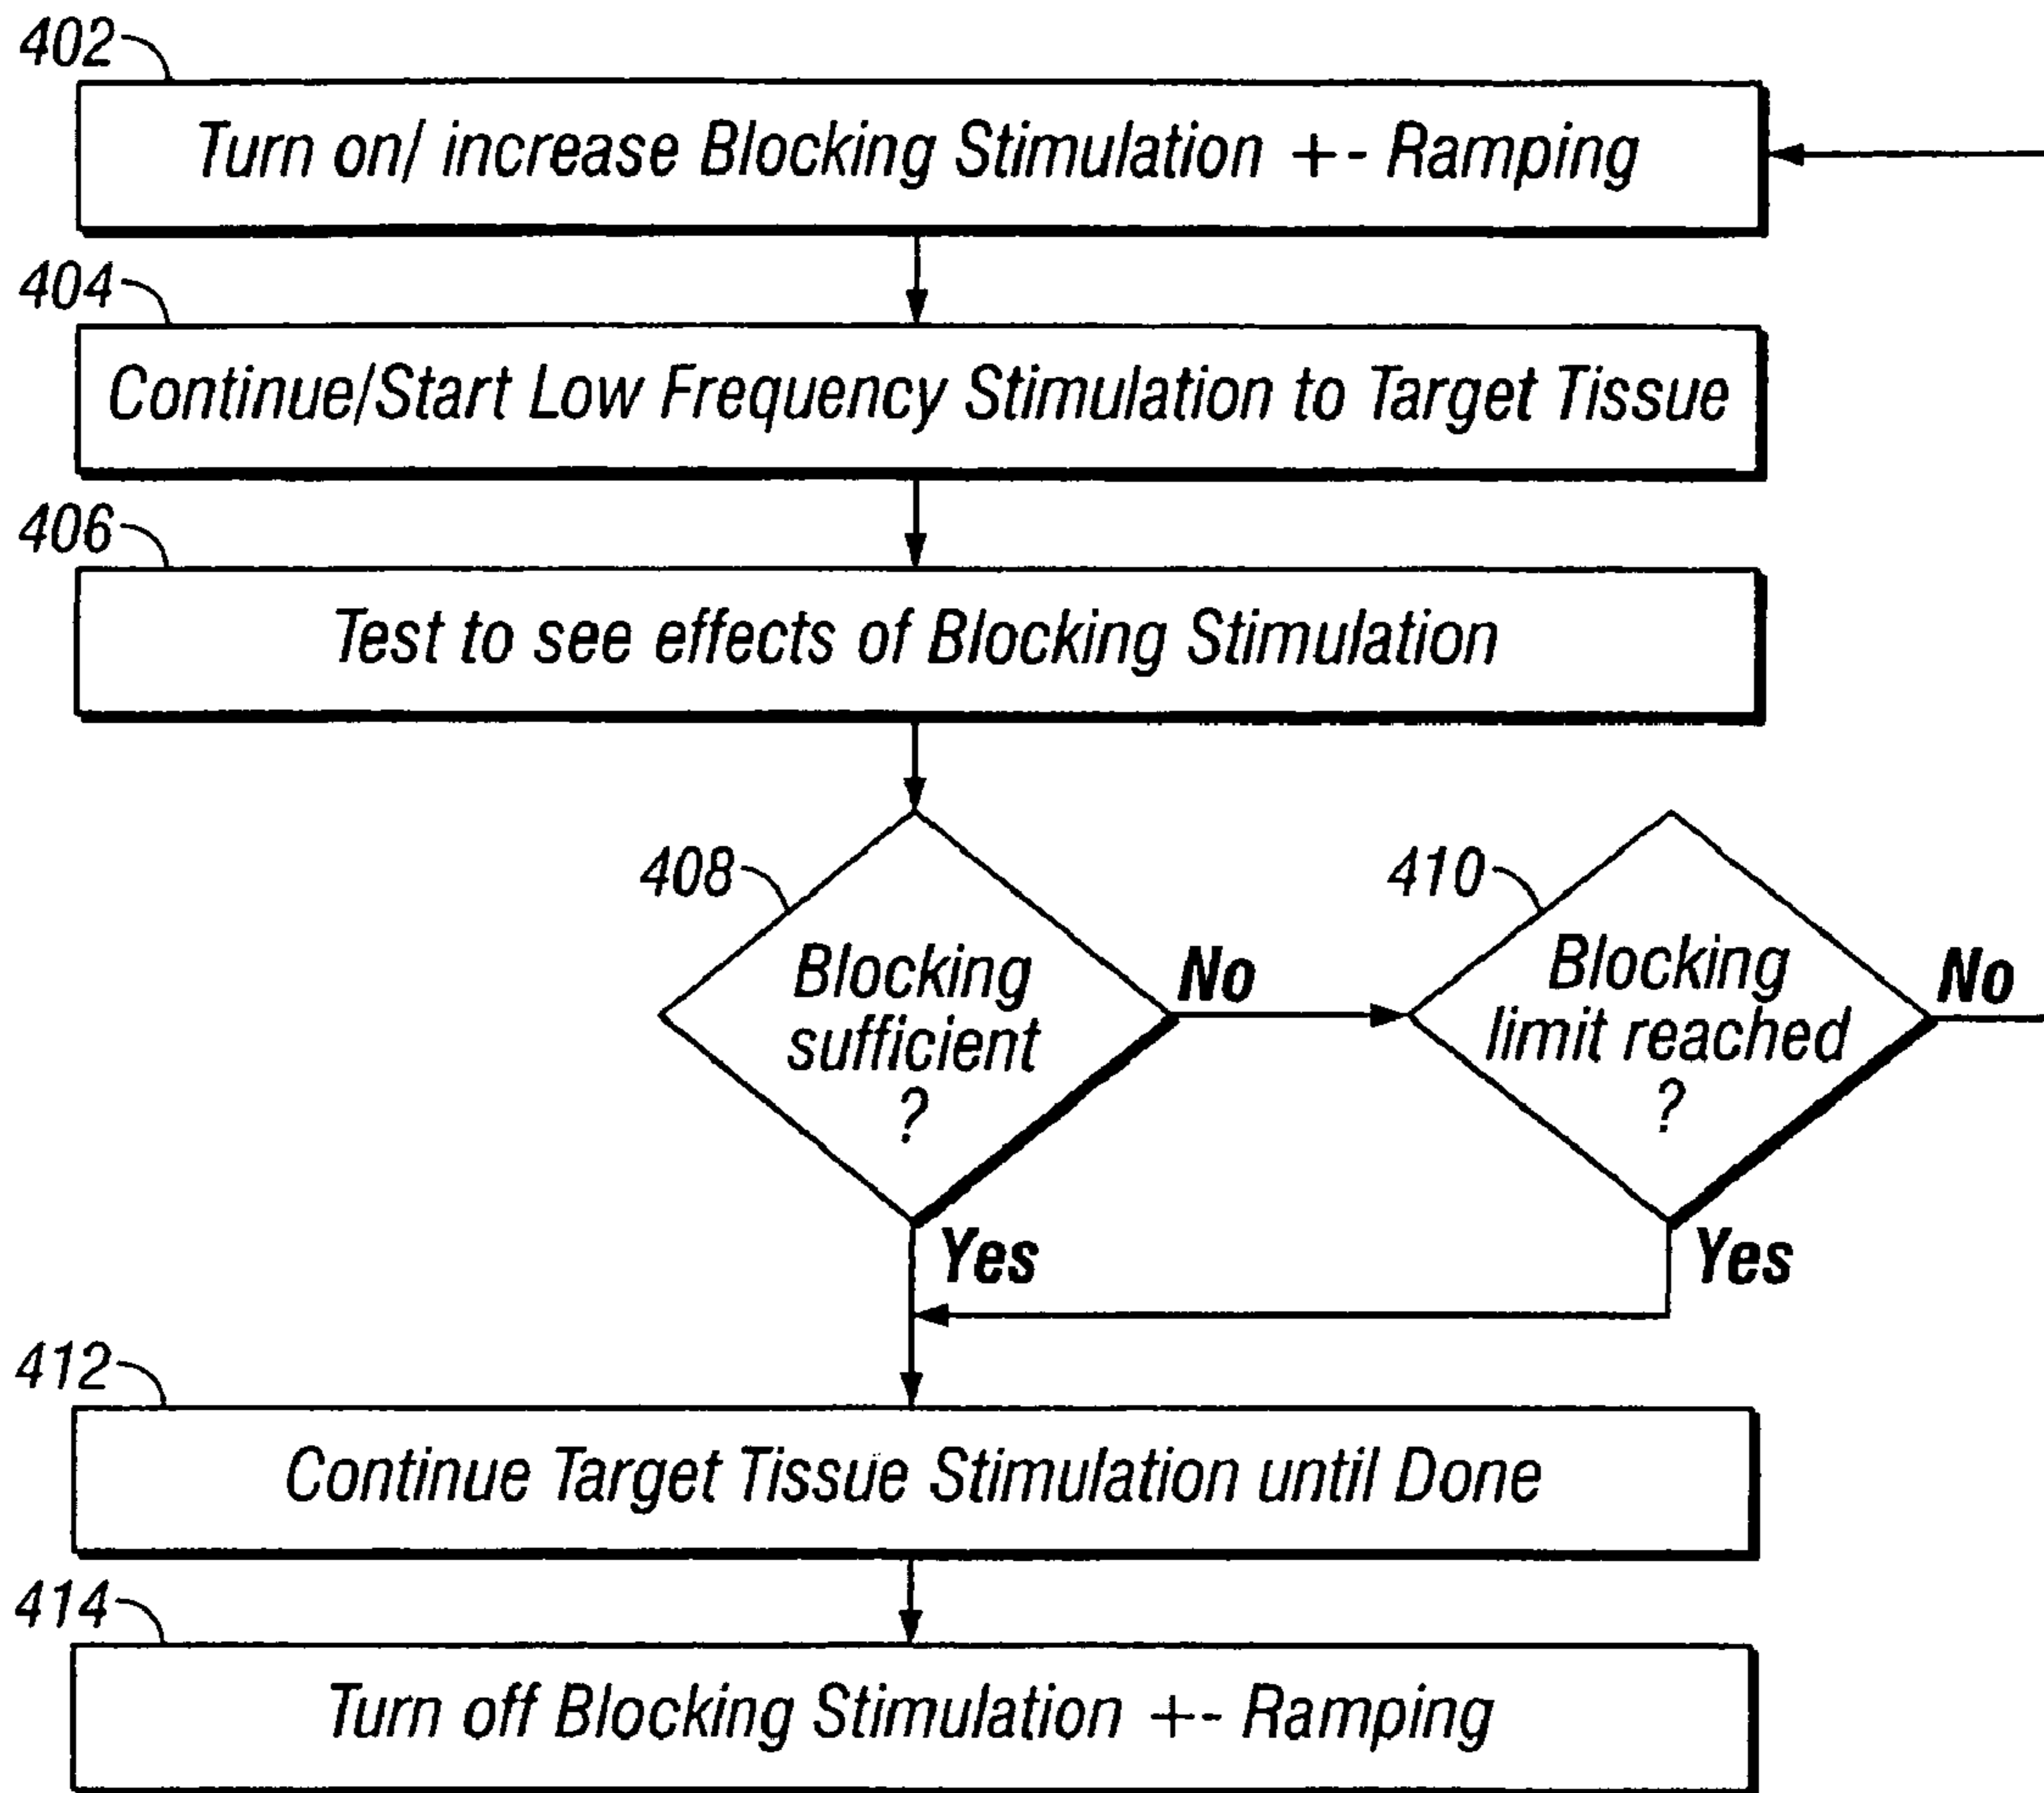 402
Turn on/ increase Blocking Stimulation +- Ramping
404
Continue/Start Low Frequency Stimulation to Target Tissue
406
Test to see effects of Blocking Stimulation
408
Blocking
sufficient
?
No
Yes
410
Blocking
limit reached
?
No
Yes
412
Continue Target Tissue Stimulation until Done
414
Turn off Blocking Stimulation +- Ramping